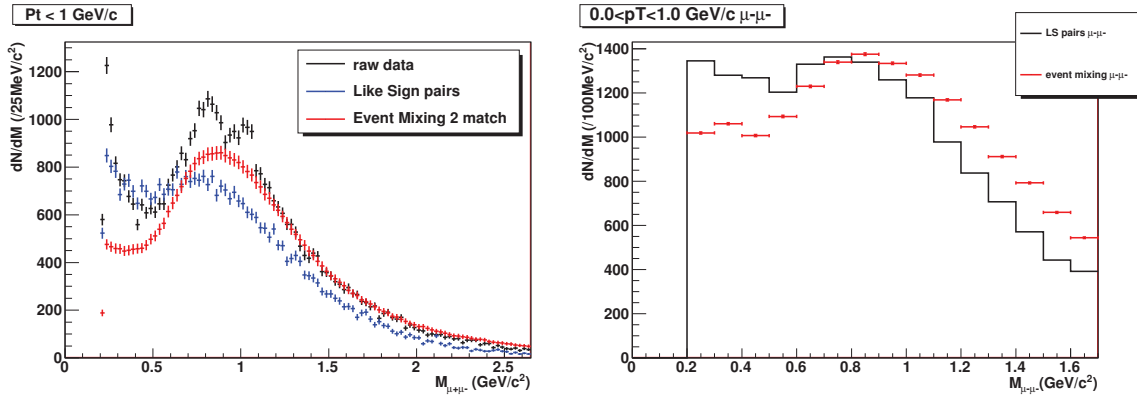 Pt < 1 GeV/c
dN/dM (/25MeV/c²)
1200
1000
800
600
400
200
0
raw data
Like Sign pairs
Event Mixing 2 match
0 0.5 1 1.5 2 2.5
M μ+μ- (GeV/c²)
0.0<pT<1.0 GeV/c μ-μ-
dN/dM (/100MeV/c²)
1400
1200
1000
800
600
400
200
0
LS pairs μ-μ-
event mixing μ-μ-
0 0.2 0.4 0.6 0.8 1 1.2 1.4 1.6
M μ-μ- (GeV/c²)